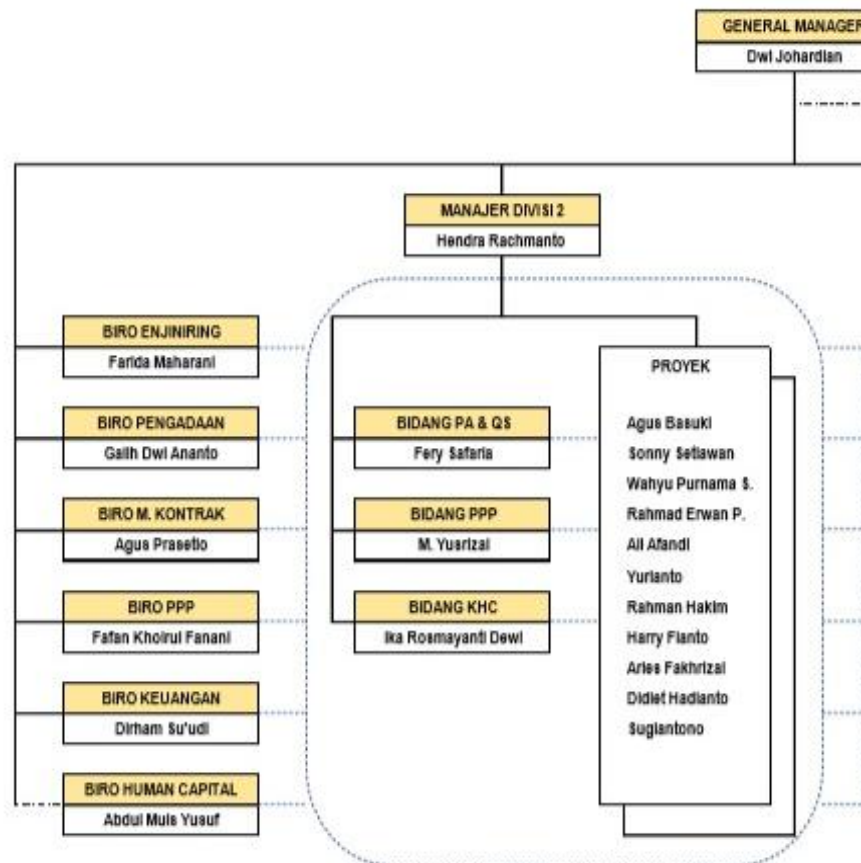 GENERAL MANAGER
Dwi Johardian
MANAJER DIVISI 2
Hendra Rachmanto
BIRO ENJINIRING
Farida Maharani
BIRO PENGADAAN
Galih Dwi Ananto
BIRO M. KONTRAK
Agus Prasetio
BIRO PPP
Fafan Khoirul Fanani
BIRO KEUANGAN
Dirham Su'udi
BIRO HUMAN CAPITAL
Abdul Muis Yusuf
BIDANG PA & QS
Fery Safaria
BIDANG PPP
M. Yusrizal
BIDANG KHC
Ika Rosmayanti Dewi
PROYEK
Agus Basuki
Sonny Setiawan
Wahyu Purnama S.
Rahmad Erwan P.
Ali Afandi
Yurianto
Rahman Hakim
Harry Fianto
Aries Fakhrizal
Didiet Hadianto
Sugiantono